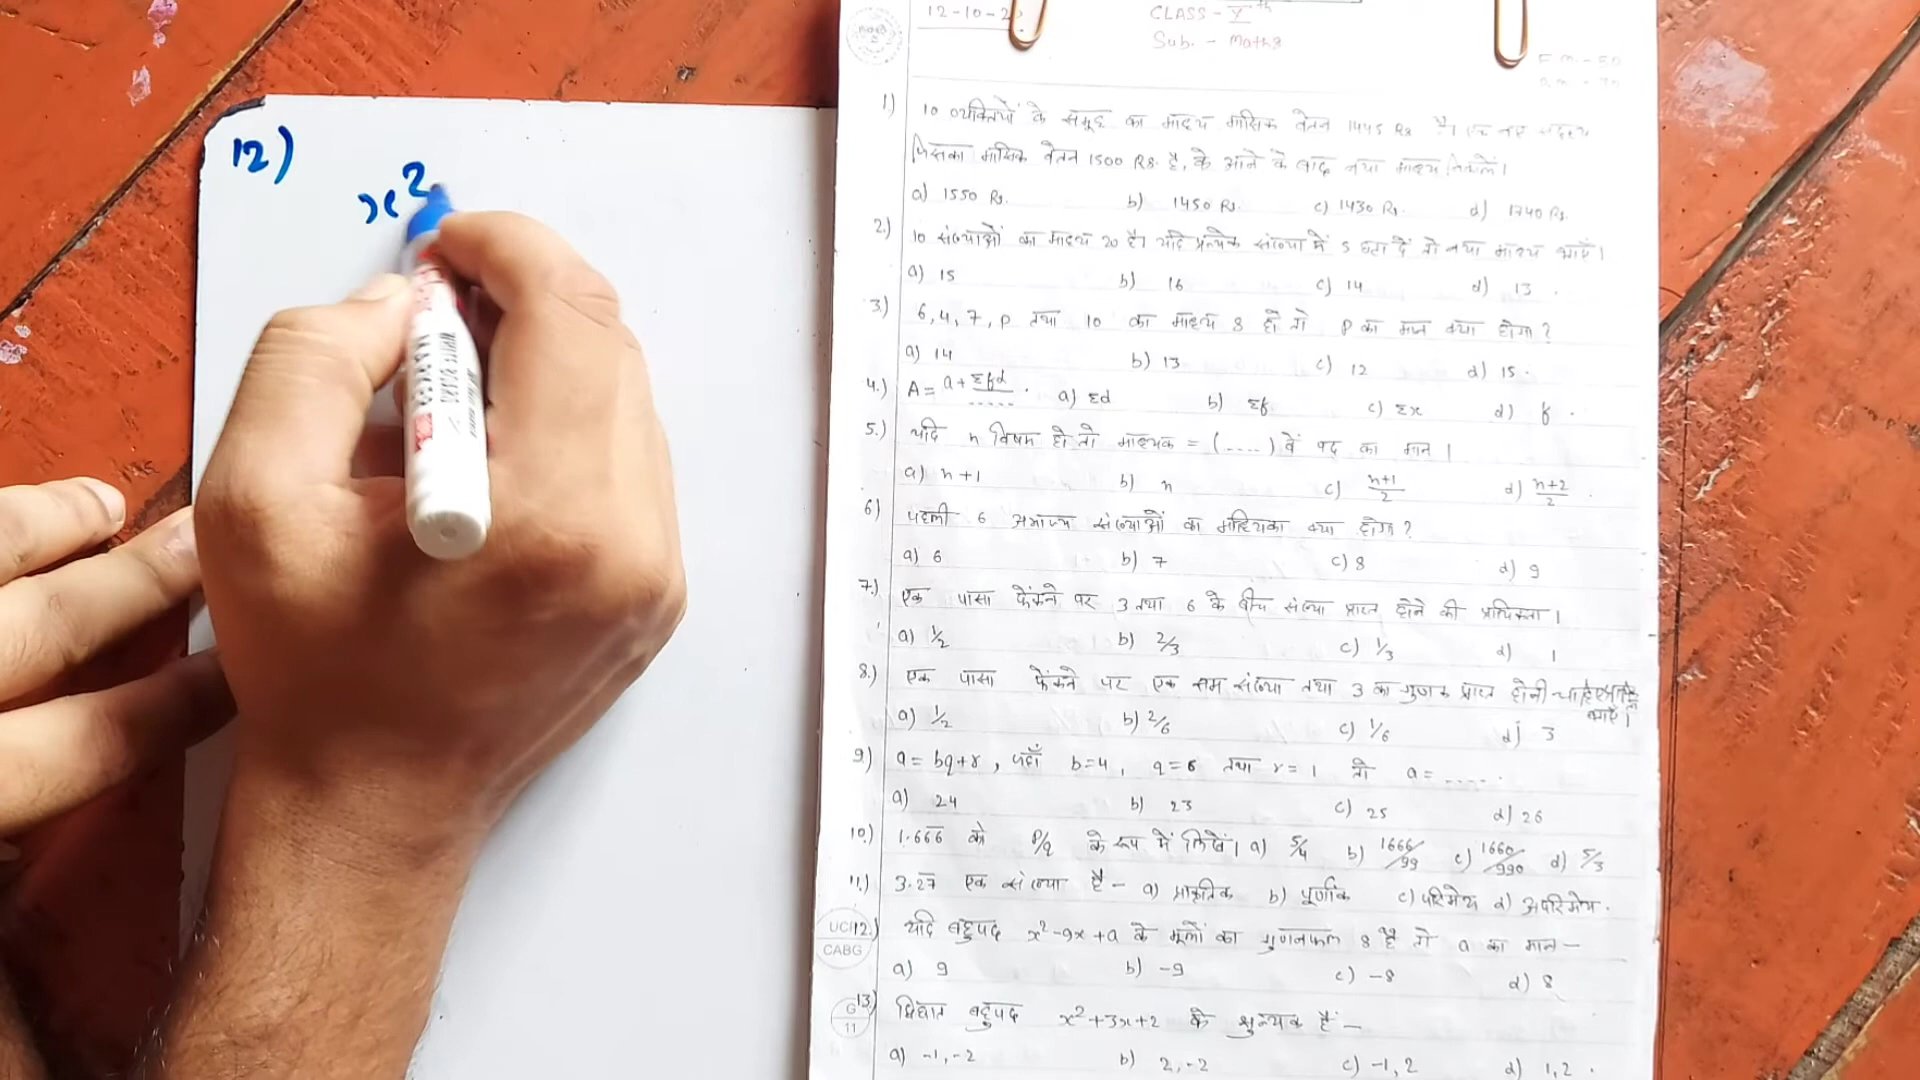 12)
x²
12-10-2
CLASS - X th
Sub. - Maths
1) 10 व्यक्तियों के समूह का माध्य मासिक वेतन 1445 Rs है। एक नए सदस्य
जिसका मासिक वेतन 1500 Rs. है, के आने के बाद नया माध्य निकालें।
a) 1550 Rs. b) 1450 Rs. c) 1430 Rs. d) 1740 Rs.
2) 10 संख्याओं का माध्य 20 है। यदि प्रत्येक संख्या में 5 घटा दें तो नया माध्य
a) 15 b) 16 c) 14 d) 13 .
3.) 6, 4, 7, P तथा 10 का माध्य 8 हो तो P का मान क्या होगा ?
a) 14 b) 13 c) 12 d) 15 .
4.) A = a + Σfd/..... . a) Σd b) Σf c) Σx d) f .
5.) यदि n विषम हो तो माध्यक = (....) वें पद का मान ।
a) n+1 b) n c) n+1/2 d) n+2/2 .
6) पहली 6 अभाज्य संख्याओं का माध्यिका क्या होगा ?
a) 6 b) 7 c) 8 d) 9
7.) एक पासा फेंकने पर 3 तथा 6 के बीच संख्या प्राप्त होने की प्रायिकता ।
a) 1/2 b) 2/3 c) 1/3 d) 1
8.) एक पासा फेंकने पर एक सम संख्या तथा 3 का गुणज प्राप्त होनी
a) 1/2 b) 2/6 c) 1/6 d) 3
9.) a = bq+r , जहाँ b=4, q=6 तथा r=1 तो a = ..... .
a) 24 b) 23 c) 25 d) 26
10.) 1.666 को P/q के रूप में लिखें। a) 5/4 b) 1666/99 c) 1660/990 d) 5/3
11.) 3.27 एक संख्या है - a) प्राकृतिक b) पूर्णांक c) परिमेय d) अपरिमेय .
UCI
CABG
12.) यदि बहुपद x²-9x+a के मूलों का गुणनफल 8 है तो a का मान -
a) 9 b) -9 c) -8 d) 8
G
11
13.) द्विघात बहुपद x²+3x+2 के शून्यक हैं -
a) -1,-2 b) 2,-2 c) -1,2 d) 1,2 .